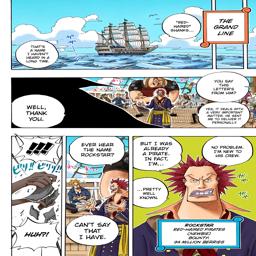 THE
GRAND
LINE
"RED-
HAIRED"
SHANKS...
THAT'S
A NAME
I HAVEN'T
HEARD IN A
LONG TIME.
YOU SAY
THIS
LETTER'S
FROM HIM?
YES, IT DEALS WITH
A VERY IMPORTANT
MATTER. HE SENT
ME TO DELIVER IT
PERSONALLY.
WELL,
THANK
YOU.
HUH?!
EVER HEAR
THE NAME
ROCKSTAR?
CAN'T SAY
THAT
I HAVE.
BUT I WAS
ALREADY A
PIRATE.
IN FACT,
I'M...
...PRETTY
WELL
KNOWN.
NO PROBLEM.
I'M NEW TO
HIS CREW.
ROCKSTAR
RED-HAIRED PIRATES
(NEWBIE)
BOUNTY:
94 MILLION BERRIES